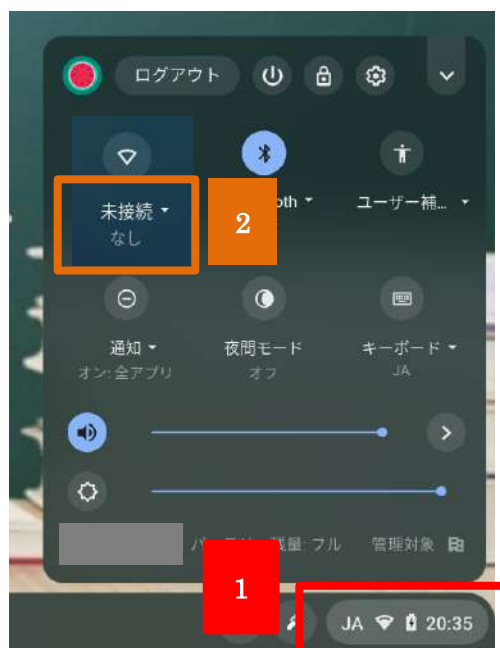 ログアウト
未接続
なし
2
oth
ユーザー補…
通知
オン: 全アプリ
夜間モード
オフ
キーボード
JA
残量: フル
管理対象
1
JA
20:35